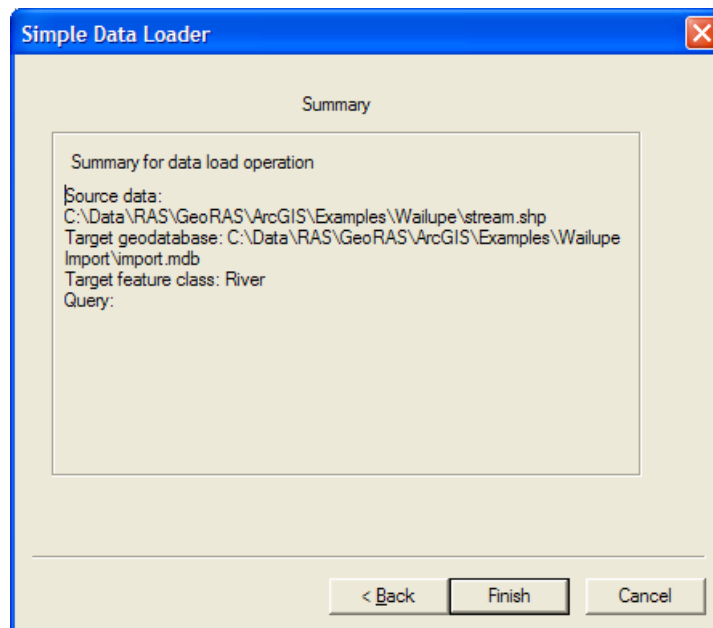 Simple Data Loader
Summary
Summary for data load operation
Source data:
C:\Data\RAS\GeoRAS\ArcGIS\Examples\Wailupe\stream.shp
Target geodatabase: C:\Data\RAS\GeoRAS\ArcGIS\Examples\Wailupe
Import\import.mdb
Target feature class: River
Query:
< Back
Finish
Cancel